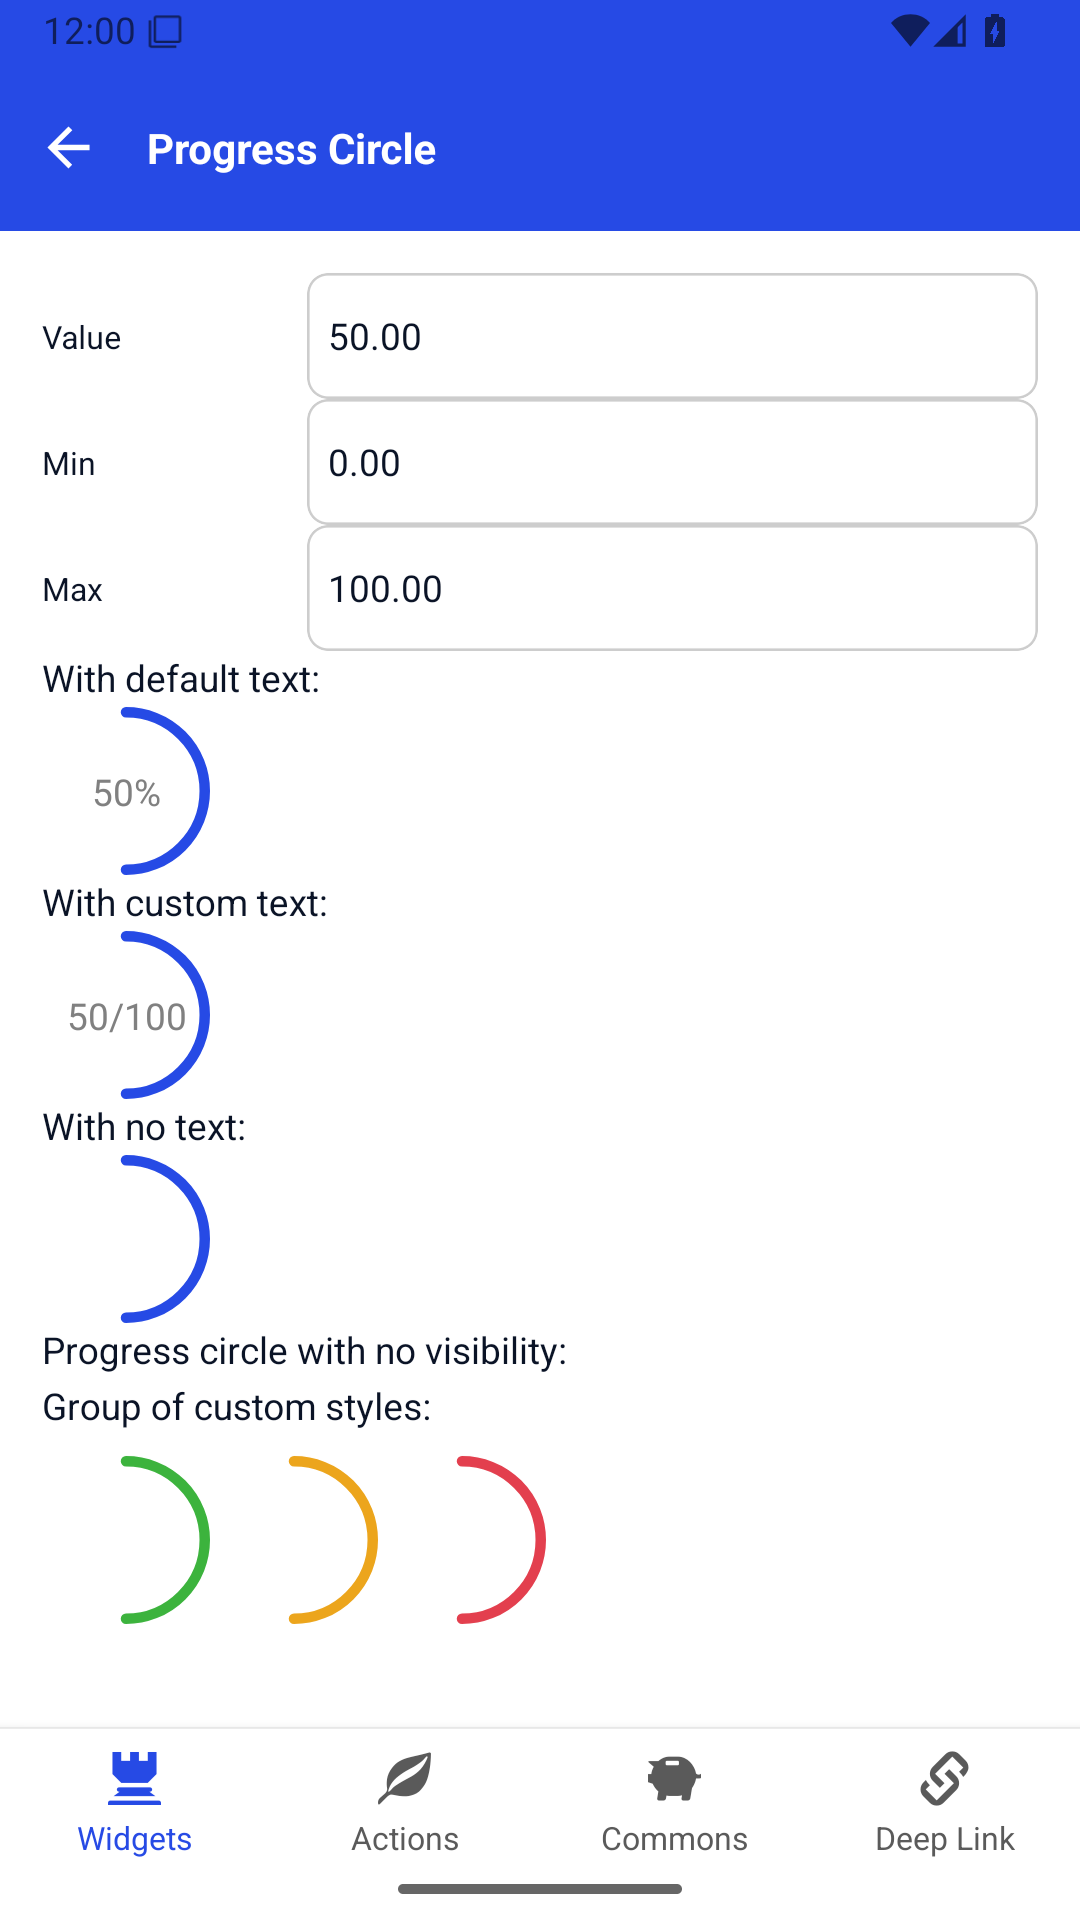 12:00
Progress Circle
Value 50.00
Min 0.00
Max 100.00
With default text:
50%
With custom text:
50/100
With no text:
Progress circle with no visibility:
Group of custom styles:
Widgets Actions Commons Deep Link